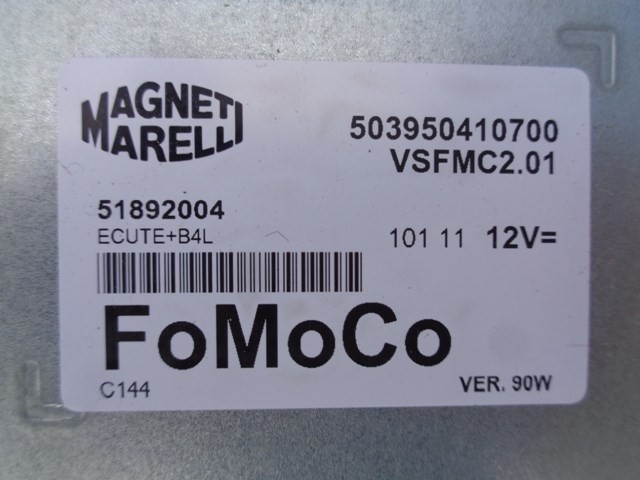 MAGNETI
MARELLI
503950410700
VSFMC2.01
51892004
ECUTE+B4L
101 11 12V=
FoMoCo
C144
VER. 90W